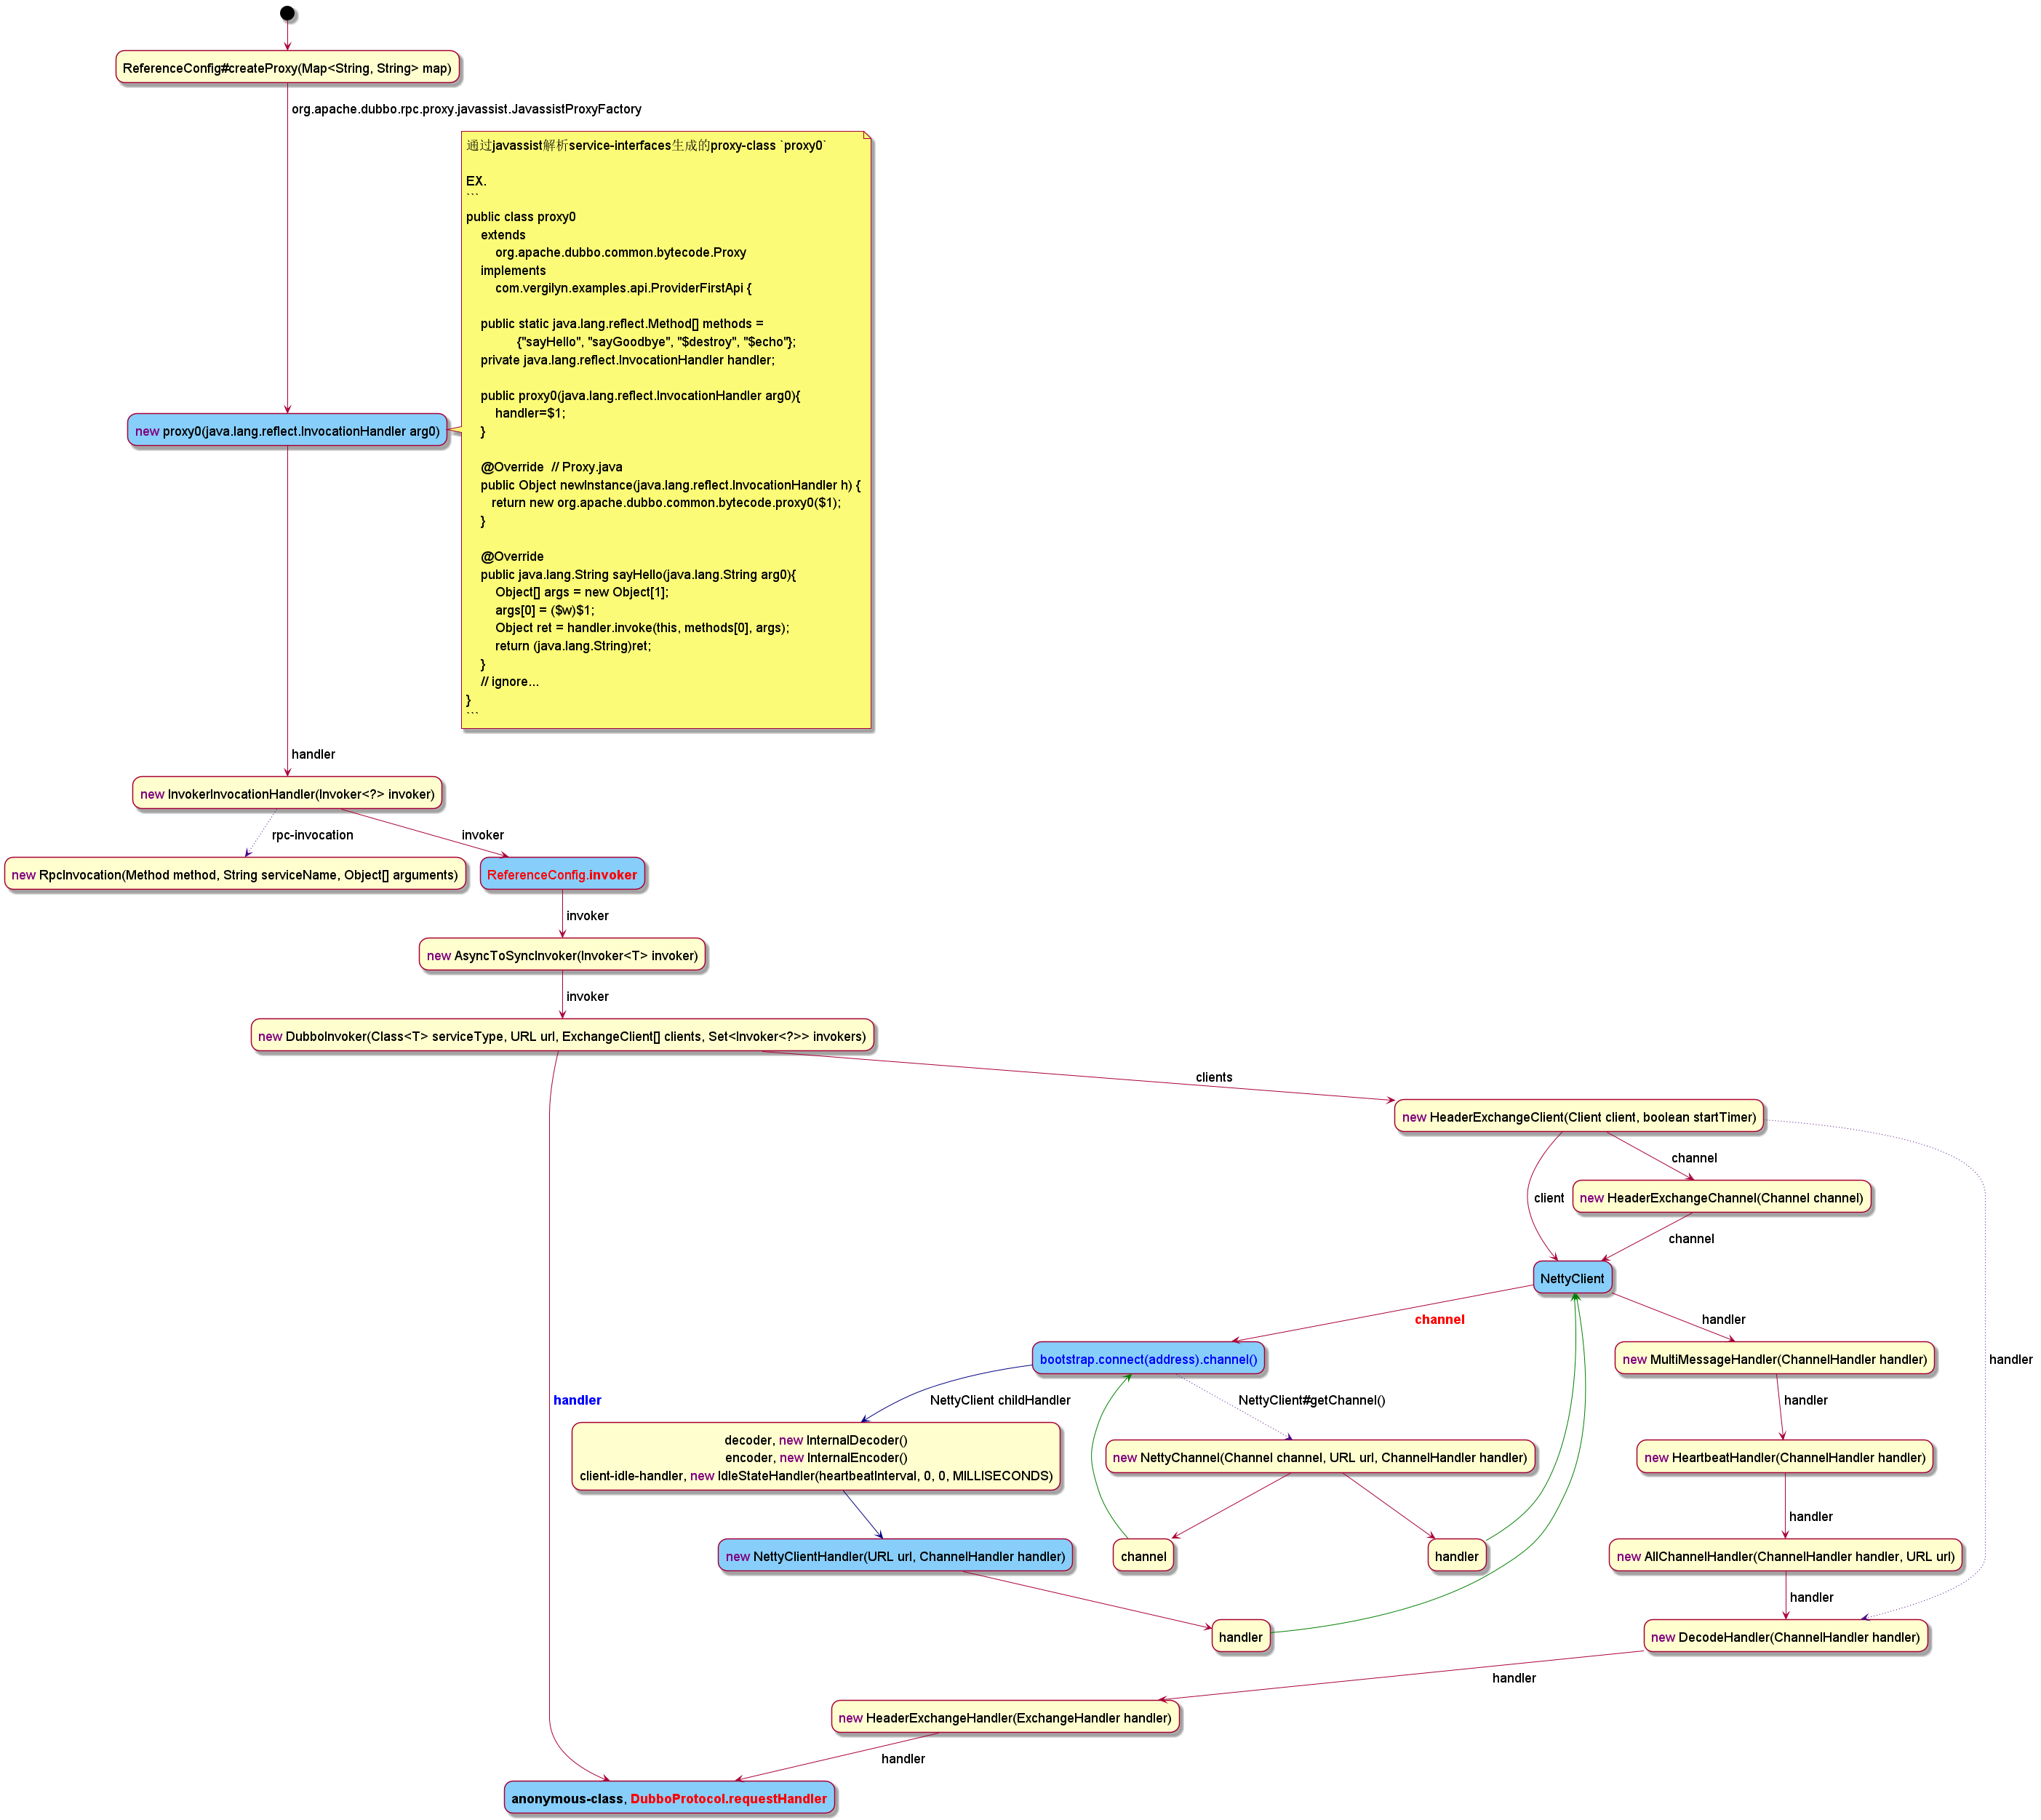 ReferenceConfig#createProxy(Map<String, String> map)
org.apache.dubbo.rpc.proxy.javassist.JavassistProxyFactory
通过javassist解析service-interfaces生成的proxy-class `proxy0`
EX.
```
public class proxy0
extends
org.apache.dubbo.common.bytecode.Proxy
implements
com.vergilyn.examples.api.ProviderFirstApi {
public static java.lang.reflect.Method[] methods =
{"sayHello", "sayGoodbye", "$destroy", "$echo"};
private java.lang.reflect.InvocationHandler handler;
public proxy0(java.lang.reflect.InvocationHandler arg0){
handler=$1;
}
@Override  // Proxy.java
public Object newInstance(java.lang.reflect.InvocationHandler h) {
return new org.apache.dubbo.common.bytecode.proxy0($1);
}
@Override
public java.lang.String sayHello(java.lang.String arg0){
Object[] args = new Object[1];
args[0] = ($w)$1;
Object ret = handler.invoke(this, methods[0], args);
return (java.lang.String)ret;
}
// ignore...
}
```
new proxy0(java.lang.reflect.InvocationHandler arg0)
handler
new InvokerInvocationHandler(Invoker<?> invoker)
rpc-invocation
invoker
new RpcInvocation(Method method, String serviceName, Object[] arguments)
ReferenceConfig.invoker
invoker
new AsyncToSyncInvoker(Invoker<T> invoker)
invoker
new DubboInvoker(Class<T> serviceType, URL url, ExchangeClient[] clients, Set<Invoker<?>> invokers)
clients
new HeaderExchangeClient(Client client, boolean startTimer)
channel
client
new HeaderExchangeChannel(Channel channel)
channel
NettyClient
channel
handler
bootstrap.connect(address).channel()
new MultiMessageHandler(ChannelHandler handler)
handler
handler
NettyClient childHandler
NettyClient#getChannel()
handler
decoder, new InternalDecoder()
encoder, new InternalEncoder()
client-idle-handler, new IdleStateHandler(heartbeatInterval, 0, 0, MILLISECONDS)
new NettyChannel(Channel channel, URL url, ChannelHandler handler)
new HeartbeatHandler(ChannelHandler handler)
handler
new NettyClientHandler(URL url, ChannelHandler handler)
channel
handler
new AllChannelHandler(ChannelHandler handler, URL url)
handler
handler
new DecodeHandler(ChannelHandler handler)
handler
new HeaderExchangeHandler(ExchangeHandler handler)
handler
anonymous-class, DubboProtocol.requestHandler